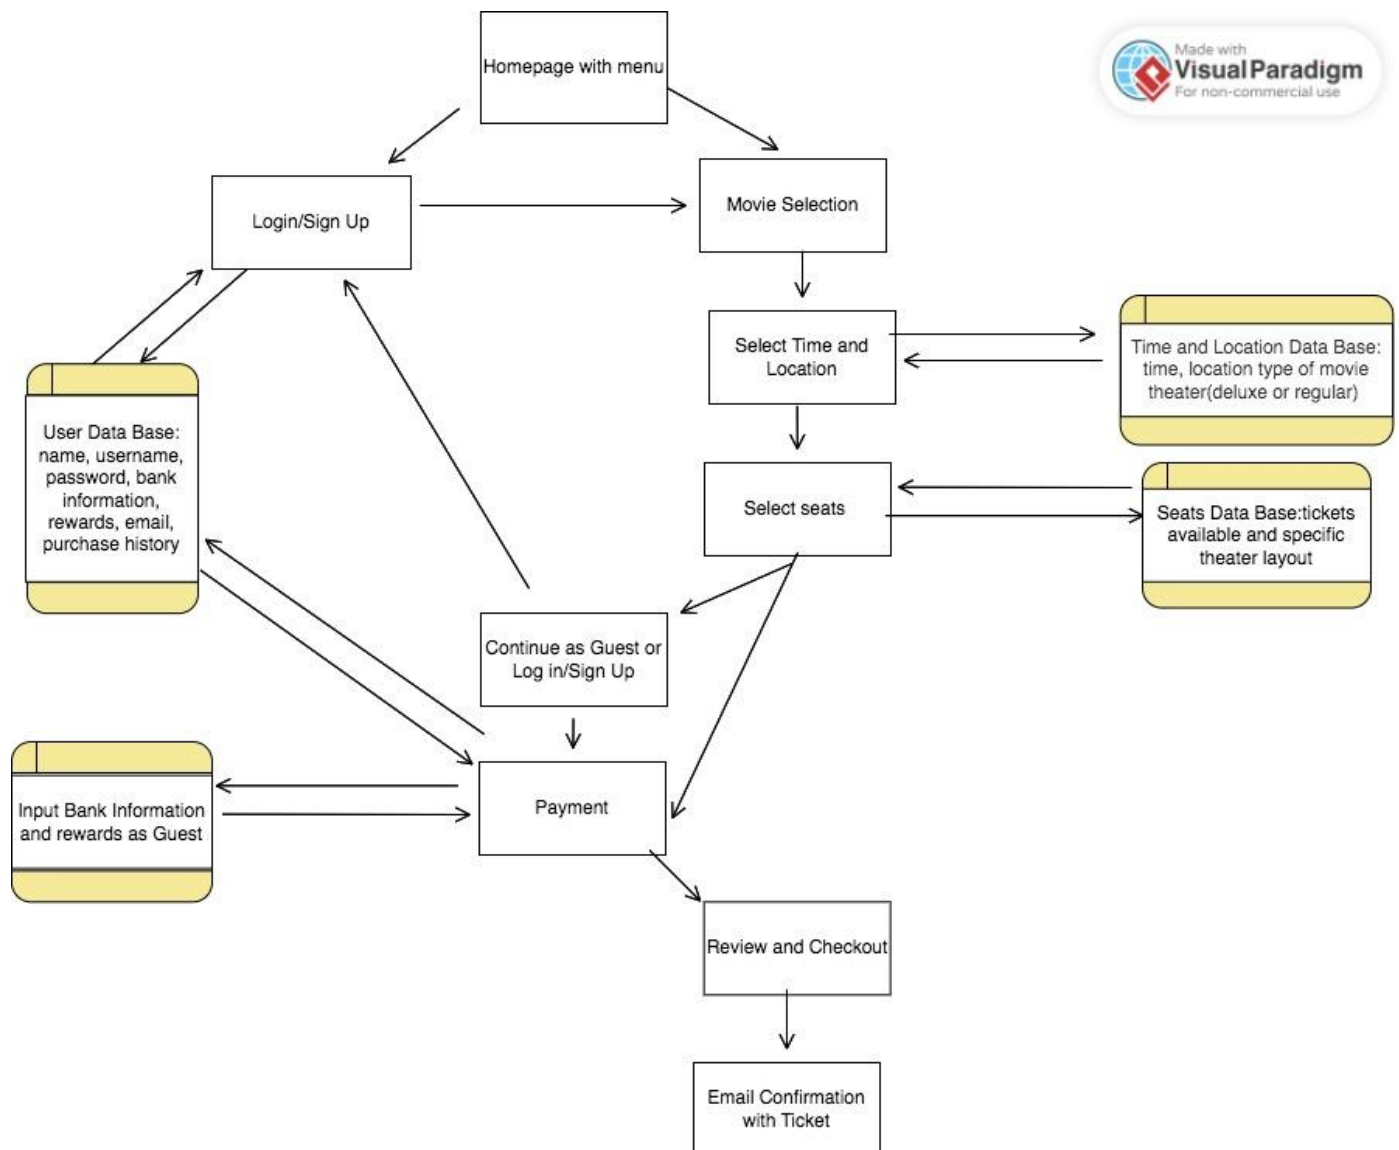 Homepage with menu
Made with
Visual Paradigm
For non-commercial use
Login/Sign Up
Movie Selection
Select Time and
Location
Time and Location Data Base:
time, location type of movie
theater(deluxe or regular)
User Data Base:
name, username,
password, bank
information,
rewards, email,
purchase history
Select seats
Seats Data Base:tickets
available and specific
theater layout
Continue as Guest or
Log in/Sign Up
Input Bank Information
and rewards as Guest
Payment
Review and Checkout
Email Confirmation
with Ticket